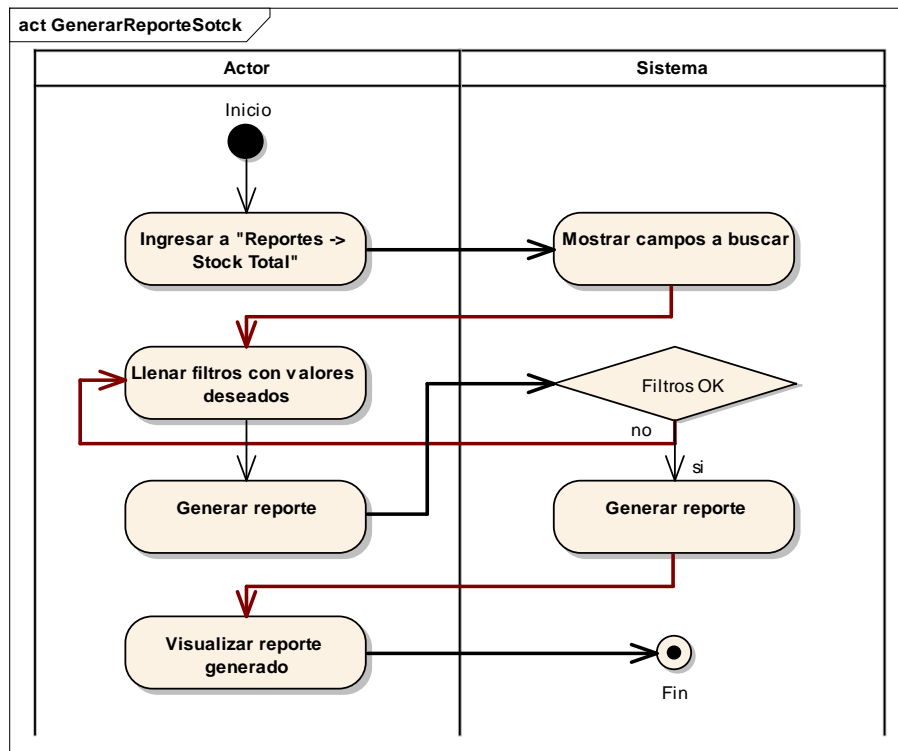 act GenerarReporteSotck
Actor
Sistema
Inicio
Ingresar a "Reportes ->
Stock Total"
Mostrar campos a buscar
Llenar filtros con valores
deseados
Filtros OK
no
si
Generar reporte
Generar reporte
Visualizar reporte
generado
Fin